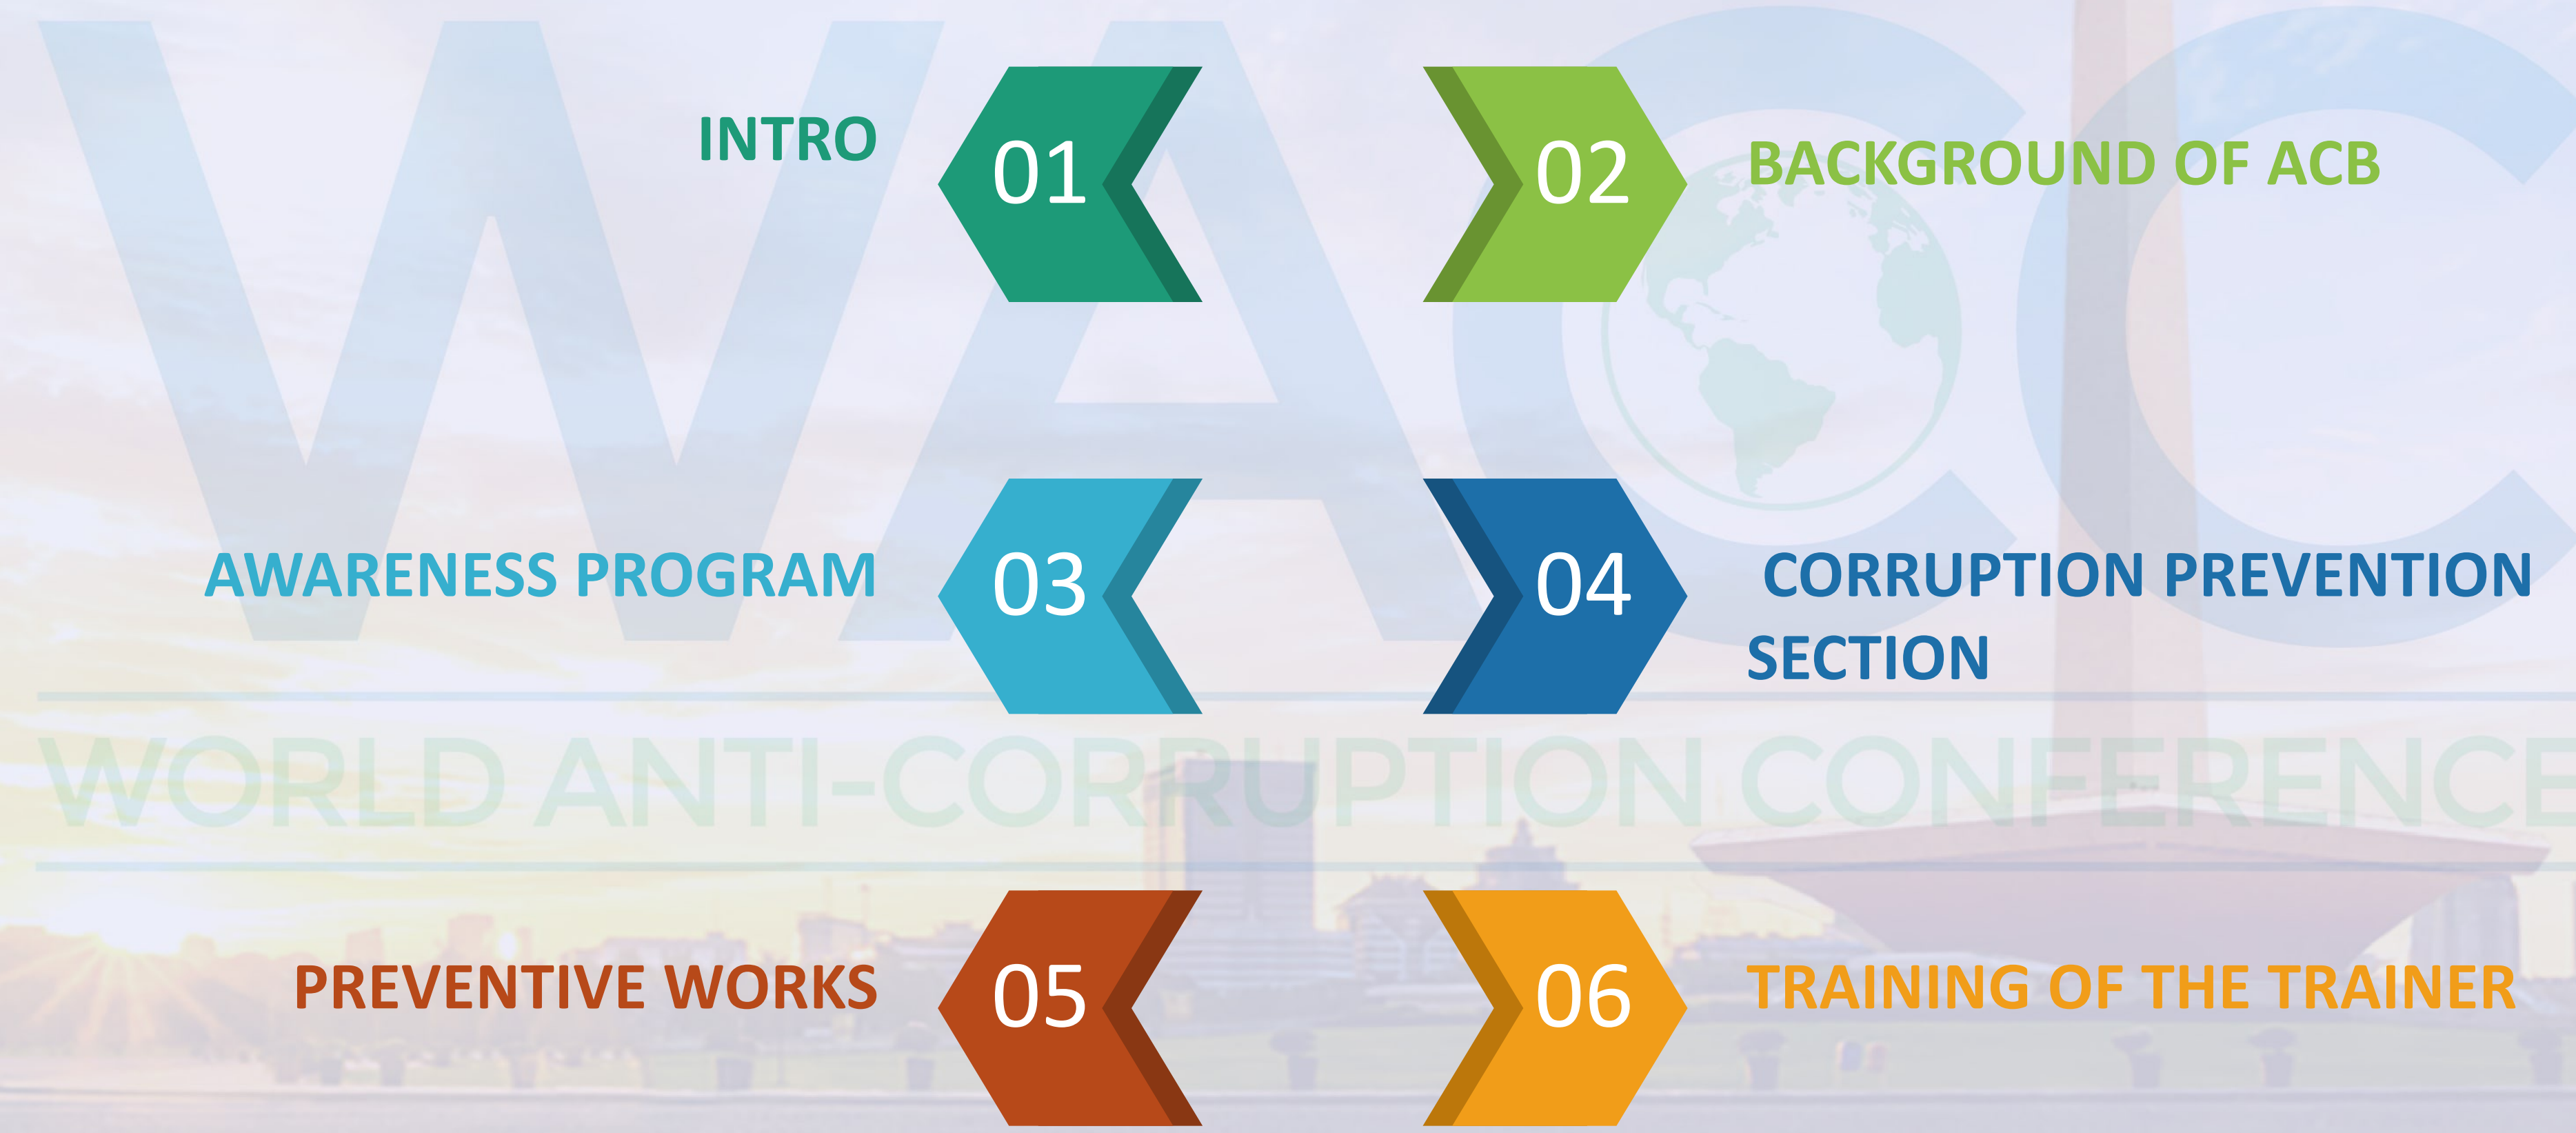 INTRO
01
02
BACKGROUND OF ACB
AWARENESS PROGRAM
03
04
CORRUPTION PREVENTION
SECTION
PREVENTIVE WORKS
05
06
TRAINING OF THE TRAINER
WACC
WORLD ANTI-CORRUPTION CONFERENCE